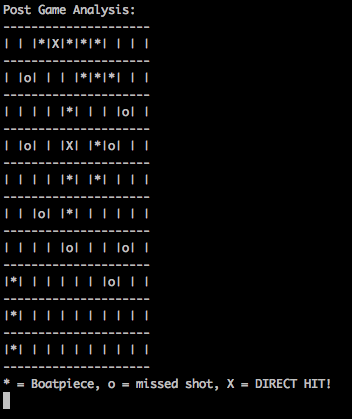 Post Game Analysis:
---------------------
| | |*|X|*|*|*| | | |
---------------------
| |o| | | |*|*|*| | |
---------------------
| | | | |*| | | |o| |
---------------------
| |o| | |X| |*|o| | |
---------------------
| | | | |*| |*| | | |
---------------------
| | |o| |*| | | | | |
---------------------
| | | | |o| | | |o| |
---------------------
|*| | | | | | |o| | |
---------------------
|*| | | | | | | | | |
---------------------
|*| | | | | | | | | |
---------------------
* = Boatpiece, o = missed shot, X = DIRECT HIT!